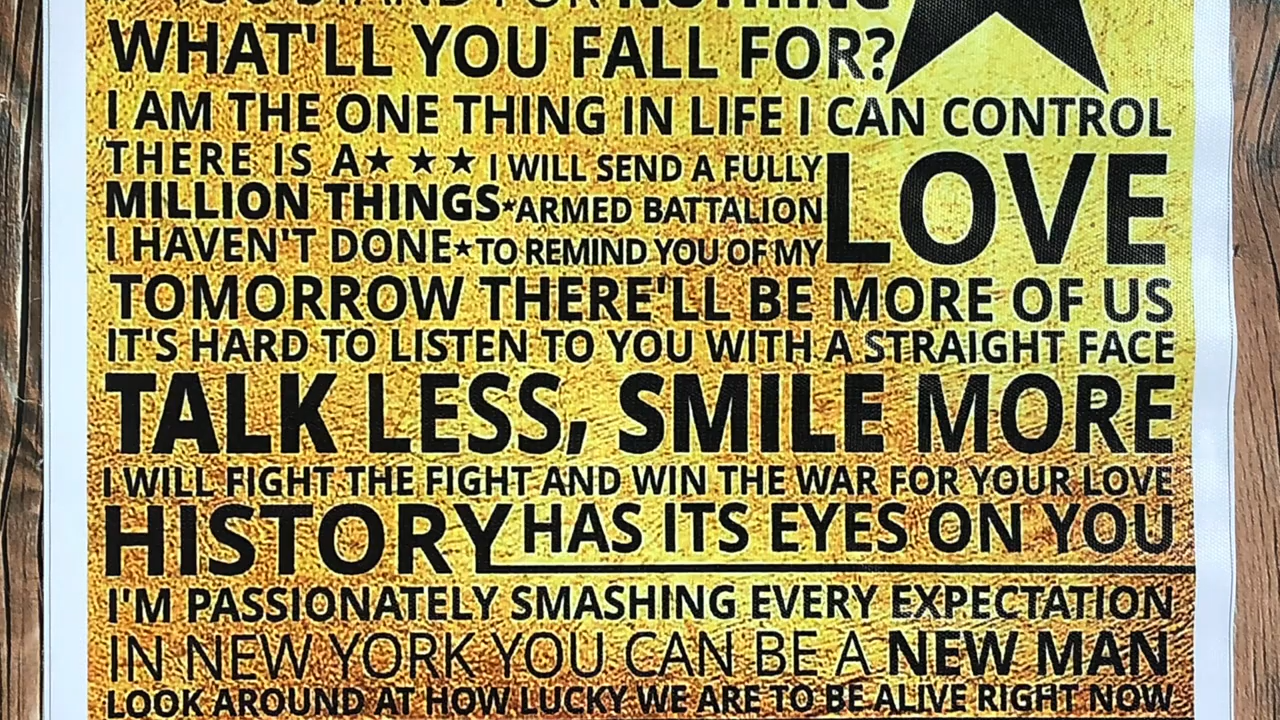 STAND FOR NOTHING
WHAT'LL YOU FALL FOR?
I AM THE ONE THING IN LIFE I CAN CONTROL
THERE IS A★ ★ ★ I WILL SEND A FULLY
MILLION THINGS★ARMED BATTALION
I HAVEN'T DONE★TO REMIND YOU OF MY
LOVE
TOMORROW THERE'LL BE MORE OF US
IT'S HARD TO LISTEN TO YOU WITH A STRAIGHT FACE
TALK LESS, SMILE MORE
I WILL FIGHT THE FIGHT AND WIN THE WAR FOR YOUR LOVE
HISTORY HAS ITS EYES ON YOU
I'M PASSIONATELY SMASHING EVERY EXPECTATION
IN NEW YORK YOU CAN BE A NEW MAN
LOOK AROUND AT HOW LUCKY WE ARE TO BE ALIVE RIGHT NOW